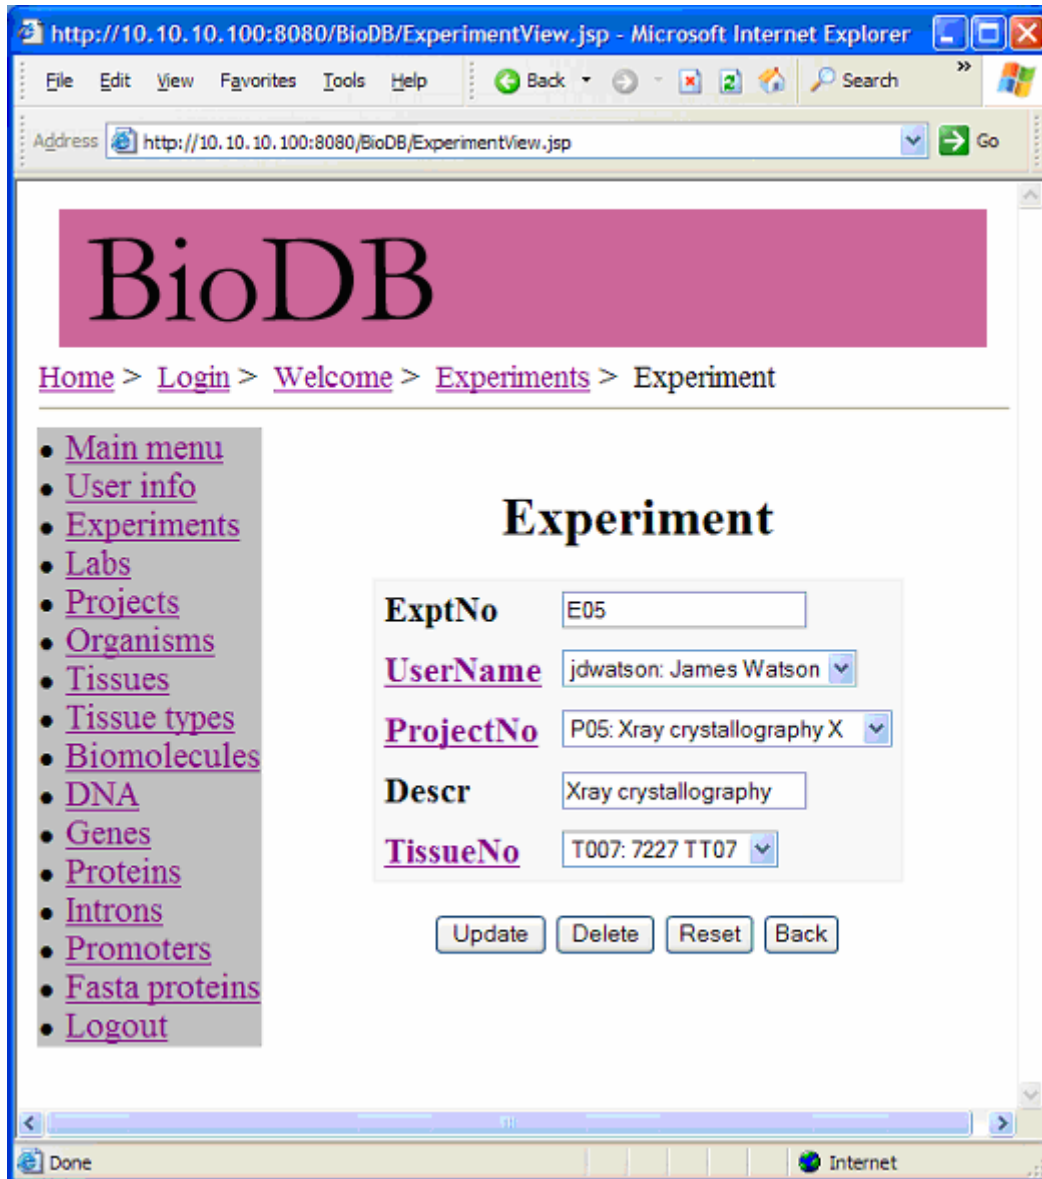 http://10.10.10.100:8080/BioDB/ExperimentView.jsp - Microsoft Internet Explorer
File Edit View Favorites Tools Help Back Search »
Address http://10.10.10.100:8080/BioDB/ExperimentView.jsp Go
BioDB
Home > Login > Welcome > Experiments > Experiment
• Main menu
• User info
• Experiments
• Labs
• Projects
• Organisms
• Tissues
• Tissue types
• Biomolecules
• DNA
• Genes
• Proteins
• Introns
• Promoters
• Fasta proteins
• Logout
Experiment
ExptNo E05
UserName jdwatson: James Watson
ProjectNo P05: Xray crystallography X
Descr Xray crystallography
TissueNo T007: 7227 TT07
Update Delete Reset Back
Done Internet